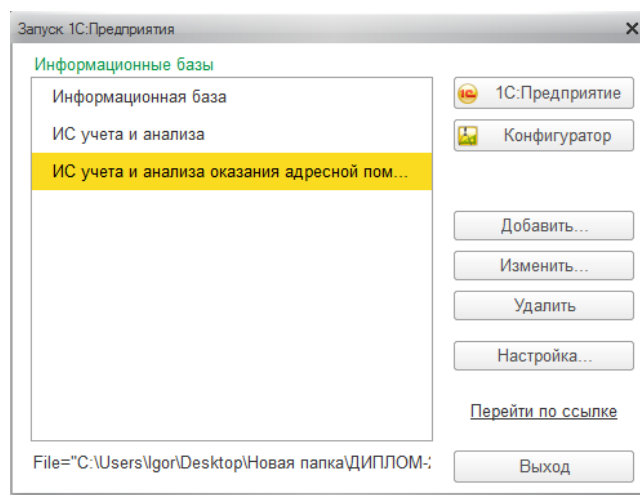 Запуск 1С:Предприятия
Информационные базы
Информационная база
ИС учета и анализа
ИС учета и анализа оказания адресной пом...
1С:Предприятие
Конфигуратор
Добавить...
Изменить...
Удалить
Настройка...
Перейти по ссылке
File="C:\Users\Igor\Desktop\Новая папка\ДИПЛОМ-2
Выход